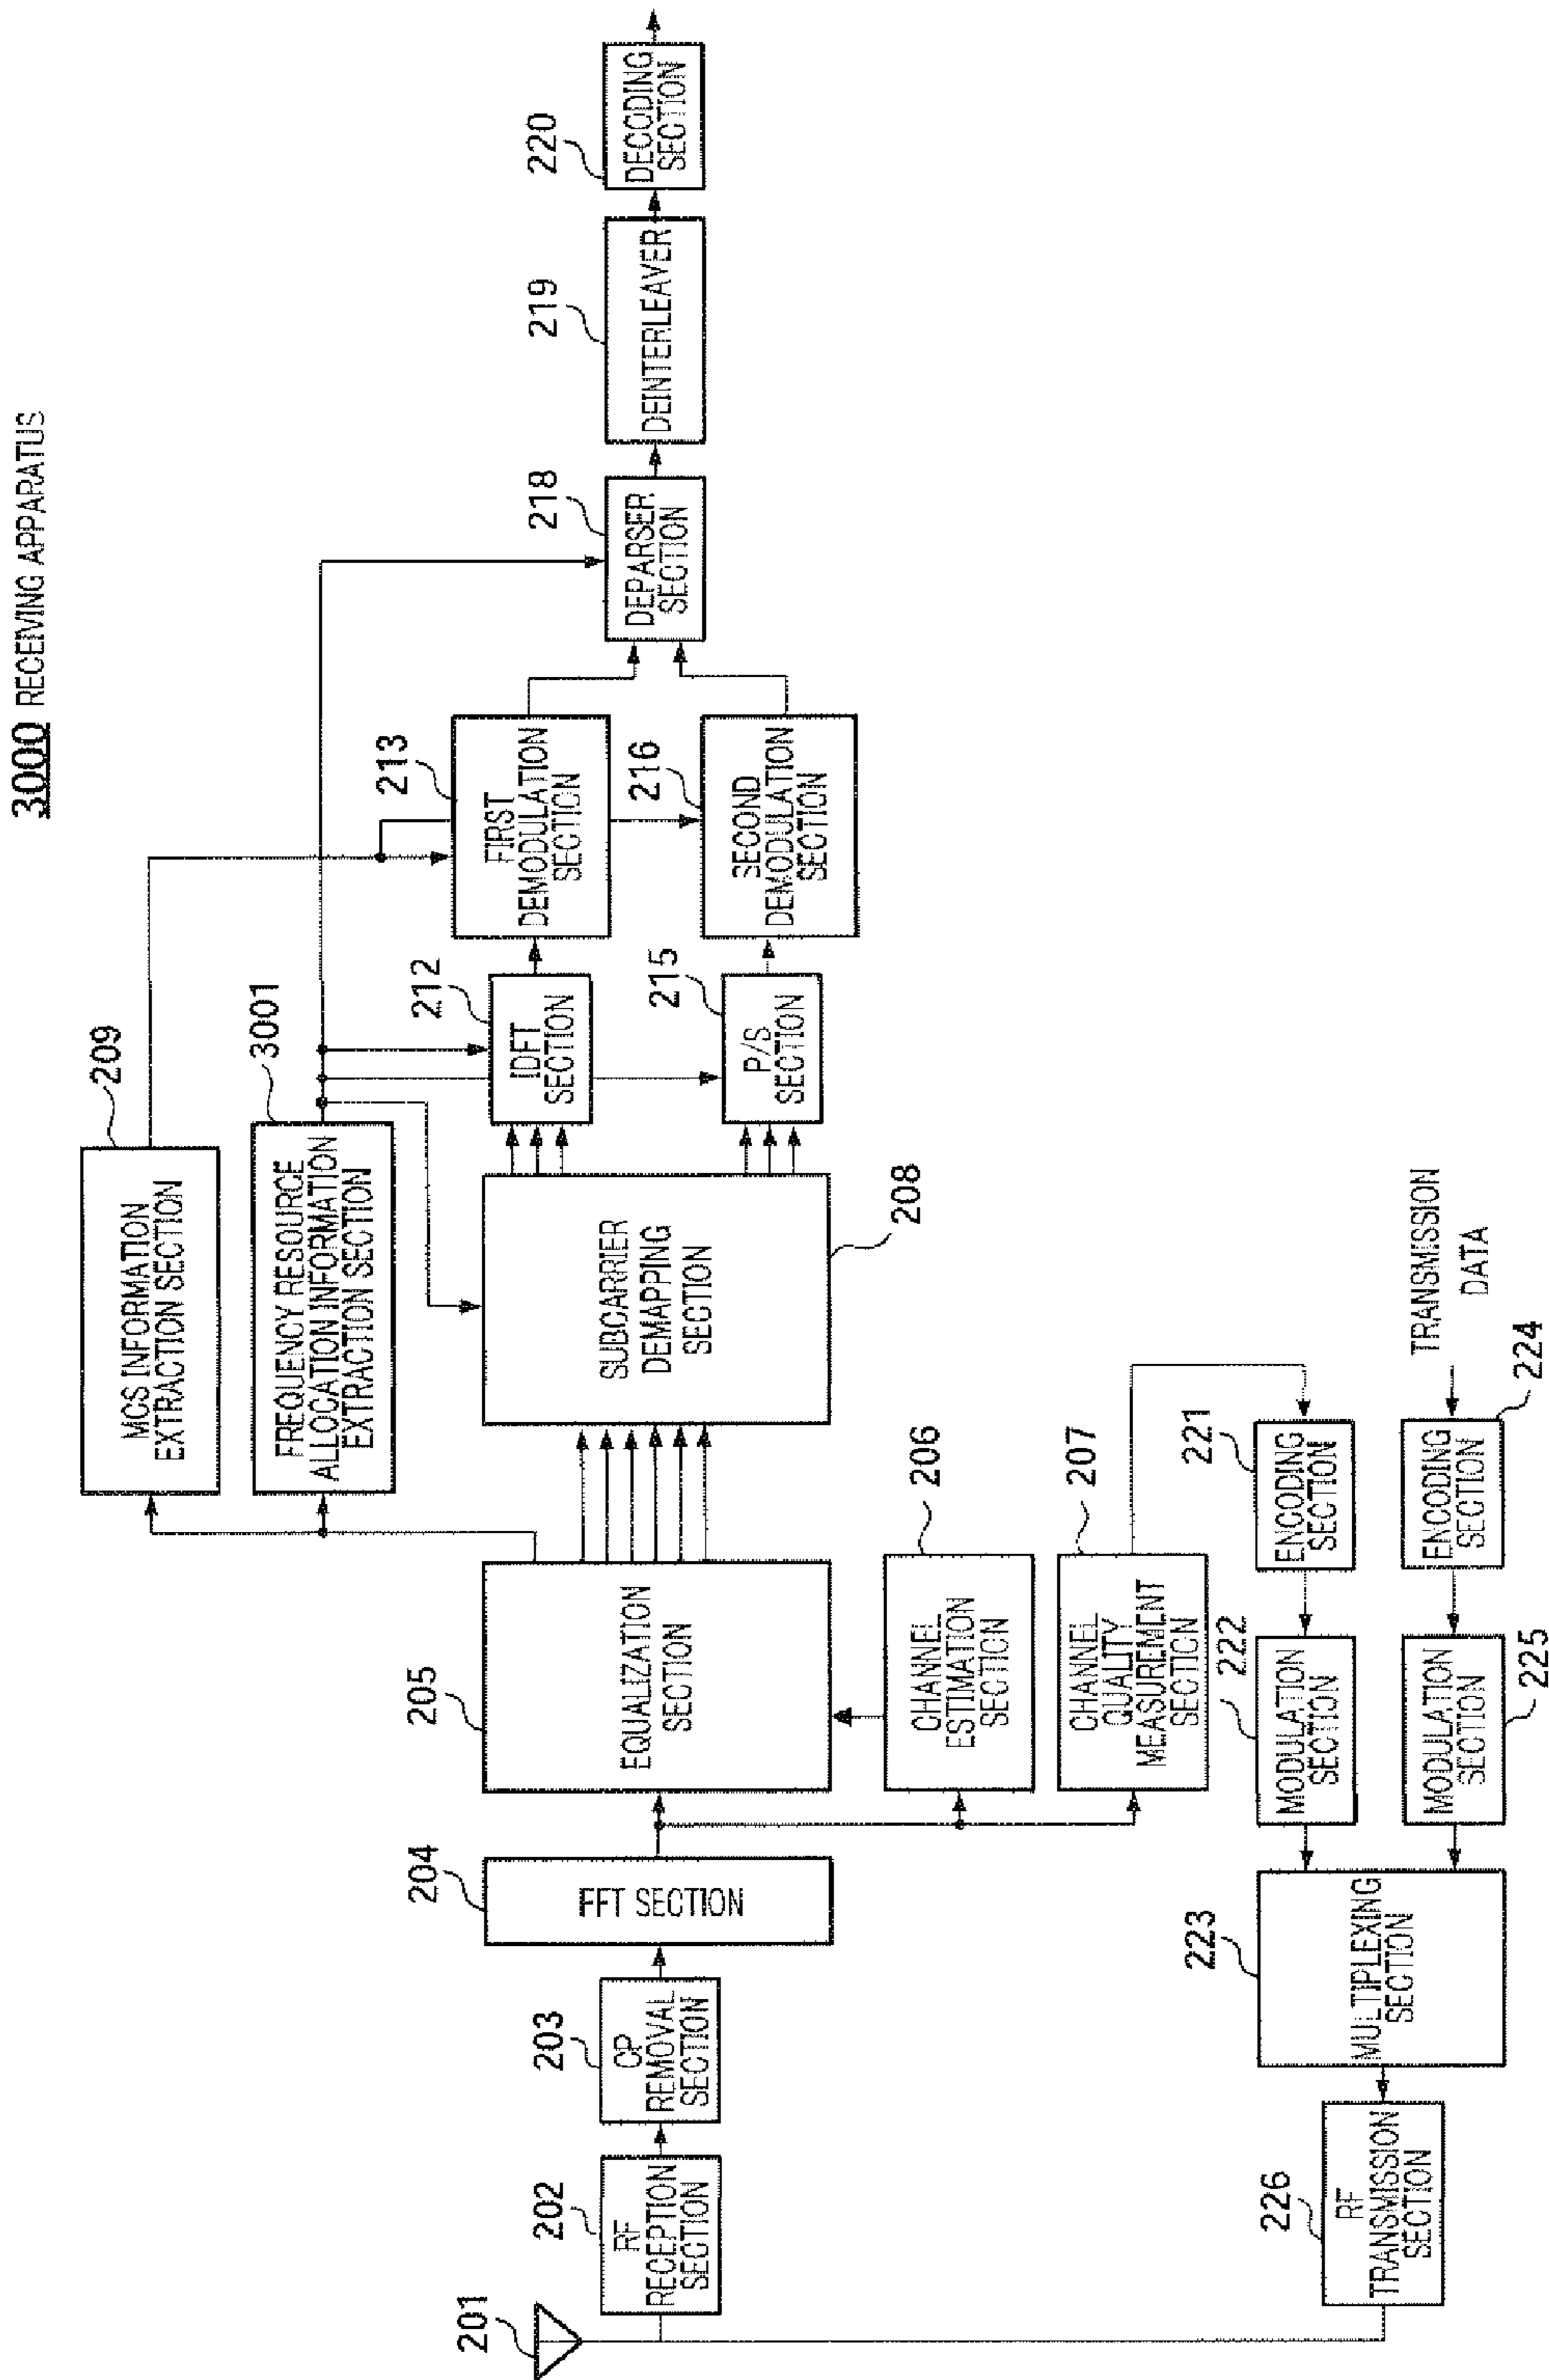 3000 RECEIVING APPARATUS
201
202
RF
RECEPTION
SECTION
203
CP
REMOVAL
SECTION
204
FFT SECTION
205
EQUALIZATION
SECTION
206
CHANNEL
ESTIMATION
SECTION
207
CHANNEL
QUALITY
MEASUREMENT
SECTION
208
SUBCARRIER
DEMAPPING
SECTION
209
MCS INFORMATION
EXTRACTION SECTION
3001
FREQUENCY RESOURCE
ALLOCATION INFORMATION
EXTRACTION SECTION
212
IDFT
SECTION
213
FIRST
DEMODULATION
SECTION
215
P/S
SECTION
216
SECOND
DEMODULATION
SECTION
218
DEPARSER
SECTION
219
DEINTERLEAVER
220
DECODING
SECTION
221
ENCODING
SECTION
222
MODULATION
SECTION
223
MULTIPLEXING
SECTION
TRANSMISSION
DATA
224
ENCODING
SECTION
225
MODULATION
SECTION
226
RF
TRANSMISSION
SECTION